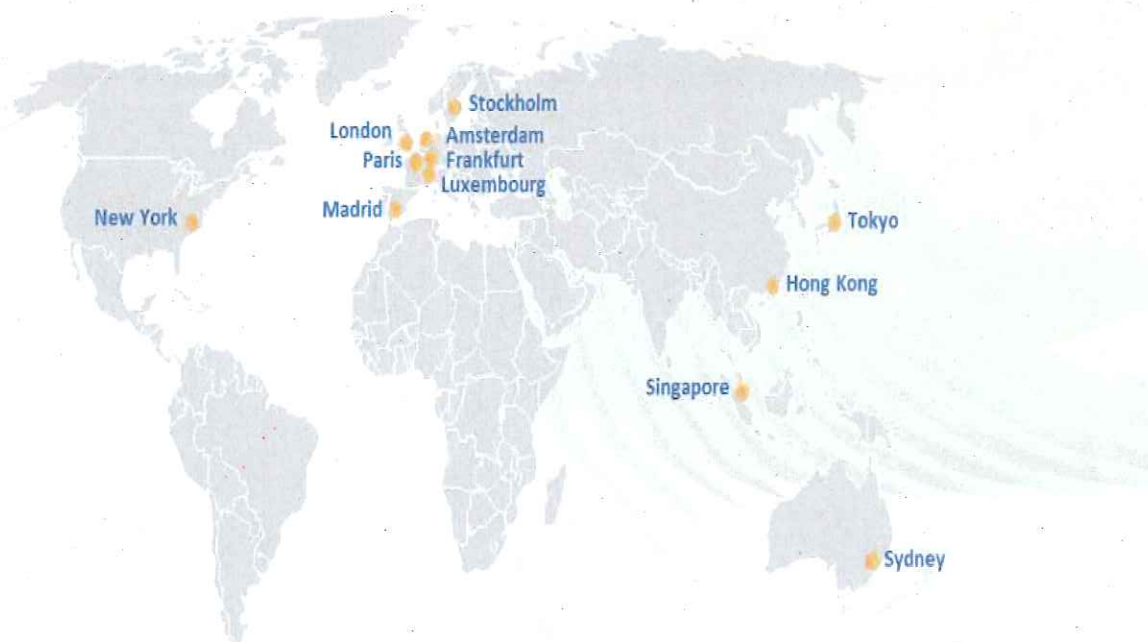 Stockholm
London
Amsterdam
Paris
Frankfurt
Luxembourg
Madrid
New York
Tokyo
Hong Kong
Singapore
Sydney